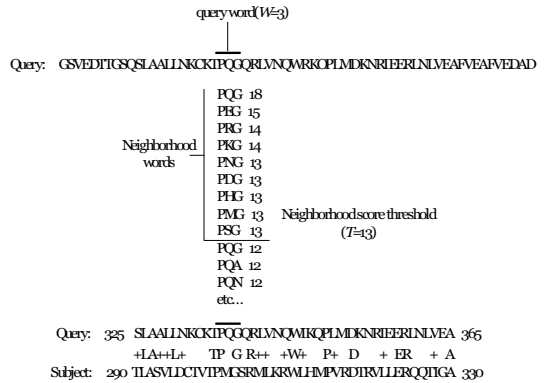 query word (W=3)
Query: GSVEDTTGSQSLAALLNKCKTPQGQRLVNQWRKQPLMDKNRIEERLNLVEAFVEAFVEDAD
PQG 18
PEG 15
PRG 14
PKG 14
Neighborhood words
PNG 13
PDG 13
PHG 13
PMG 13
PSG 13
Neighborhood score threshold
(T=13)
PQG 12
PQA 12
PQN 12
etc...
Query: 325 SLAALLNKCKTPQGQRLVNQWIKQPLMDKNRIEERLNLVEA 365
+LA++L+ TP G R++ +W+ P+ D + ER + A
Subject: 290 TLASVLDCTVTPMGSRMLKRWLHMPVRDTRVLLERQQTIGA 330